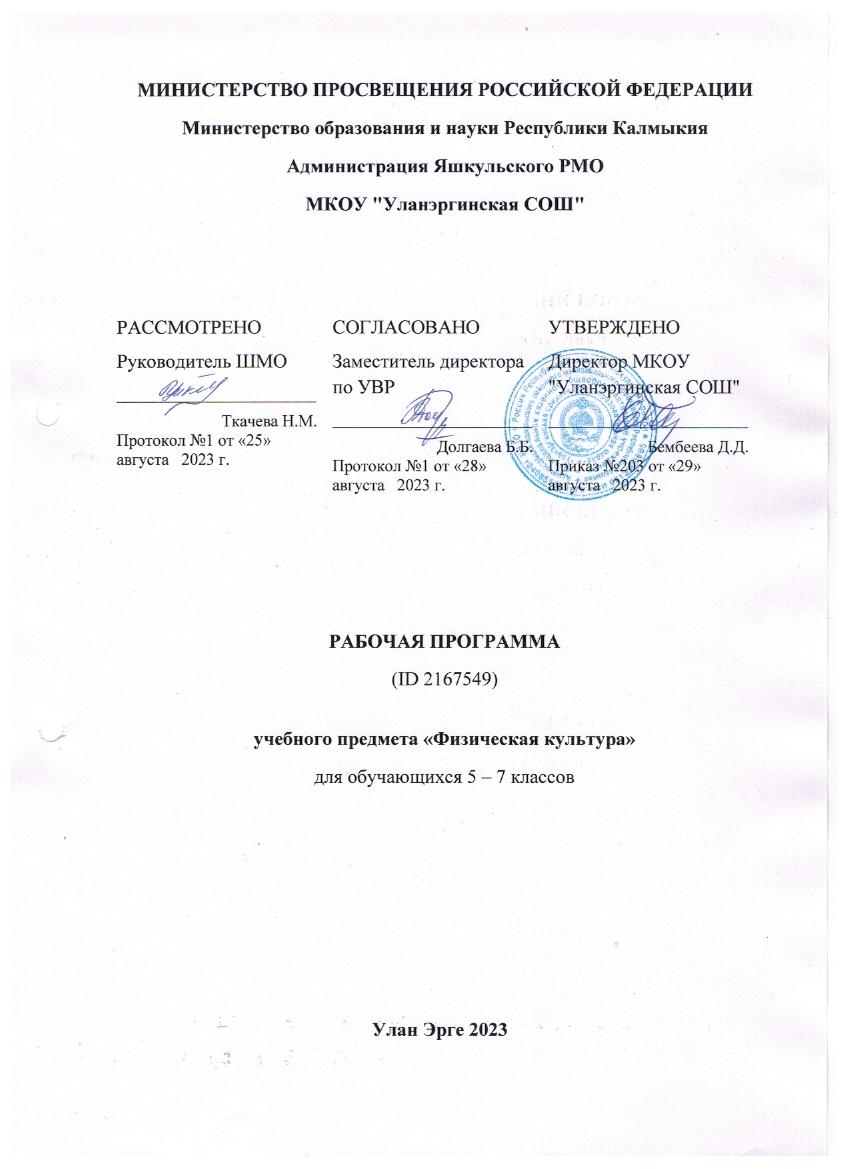 МИНИСТЕРСТВО ПРОСВЕЩЕНИЯ РОССИЙСКОЙ ФЕДЕРАЦИИ
Министерство образования и науки Республики Калмыкия
Администрация Яшкульского РМО
МКОУ "Уланэргинская СОШ"
РАССМОТРЕНО
Руководитель ШМО
Ткачева Н.М.
Протокол №1 от «25»
августа 2023 г.
СОГЛАСОВАНО
Заместитель директора
по УВР
Долгаева Б.Б.
Протокол №1 от «28»
августа 2023 г.
УТВЕРЖДЕНО
Директор МКОУ
"Уланэргинская СОШ"
Бембеева Д.Д.
Приказ №203 от «29»
августа 2023 г.
РАБОЧАЯ ПРОГРАММА
(ID 2167549)
учебного предмета «Физическая культура»
для обучающихся 5 – 7 классов
Улан Эрге 2023